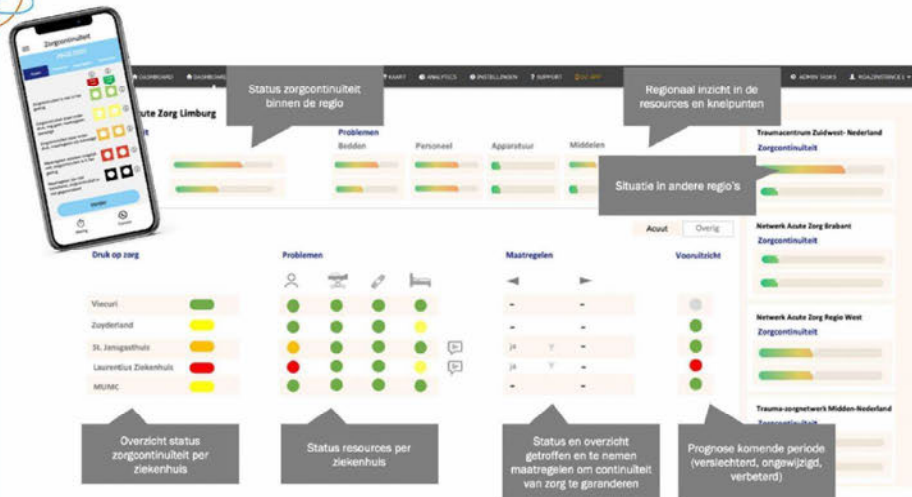 Zorgcontinuïteit
DASHBOARD
KAART
ANALYTICS
INSTELLINGEN
SUPPORT
ADMIN TASKS
Status zorgcontinuïteit
binnen de regio
Regionaal inzicht in de
resources en knelpunten
Situatie in andere regio's
ute Zorg Limburg
Problemen
Bedden
Personeel
Apparatuur
Middelen
Traumacentrum Zuidwest- Nederland
Zorgcontinuïteit
Acuut
Overig
Netwerk Acute Zorg Brabant
Zorgcontinuïteit
Druk op zorg
Problemen
Maatregelen
Vooruitzicht
Viecuri
-
-
Zuyderland
-
-
Netwerk Acute Zorg Regio West
Zorgcontinuïteit
St. Jansgasthuis
ja
-
Laurentius Ziekenhuis
ja
-
MUMC
-
-
Trauma-zorgnetwerk Midden-Nederland
Zorgcontinuïteit
Overzicht status
zorgcontinuïteit per
ziekenhuis
Status resources per
ziekenhuis
Status en overzicht
getroffen en te nemen
maatregelen om continuïteit
van zorg te garanderen
Prognose komende periode
(verslechterd, ongewijzigd,
verbeterd)